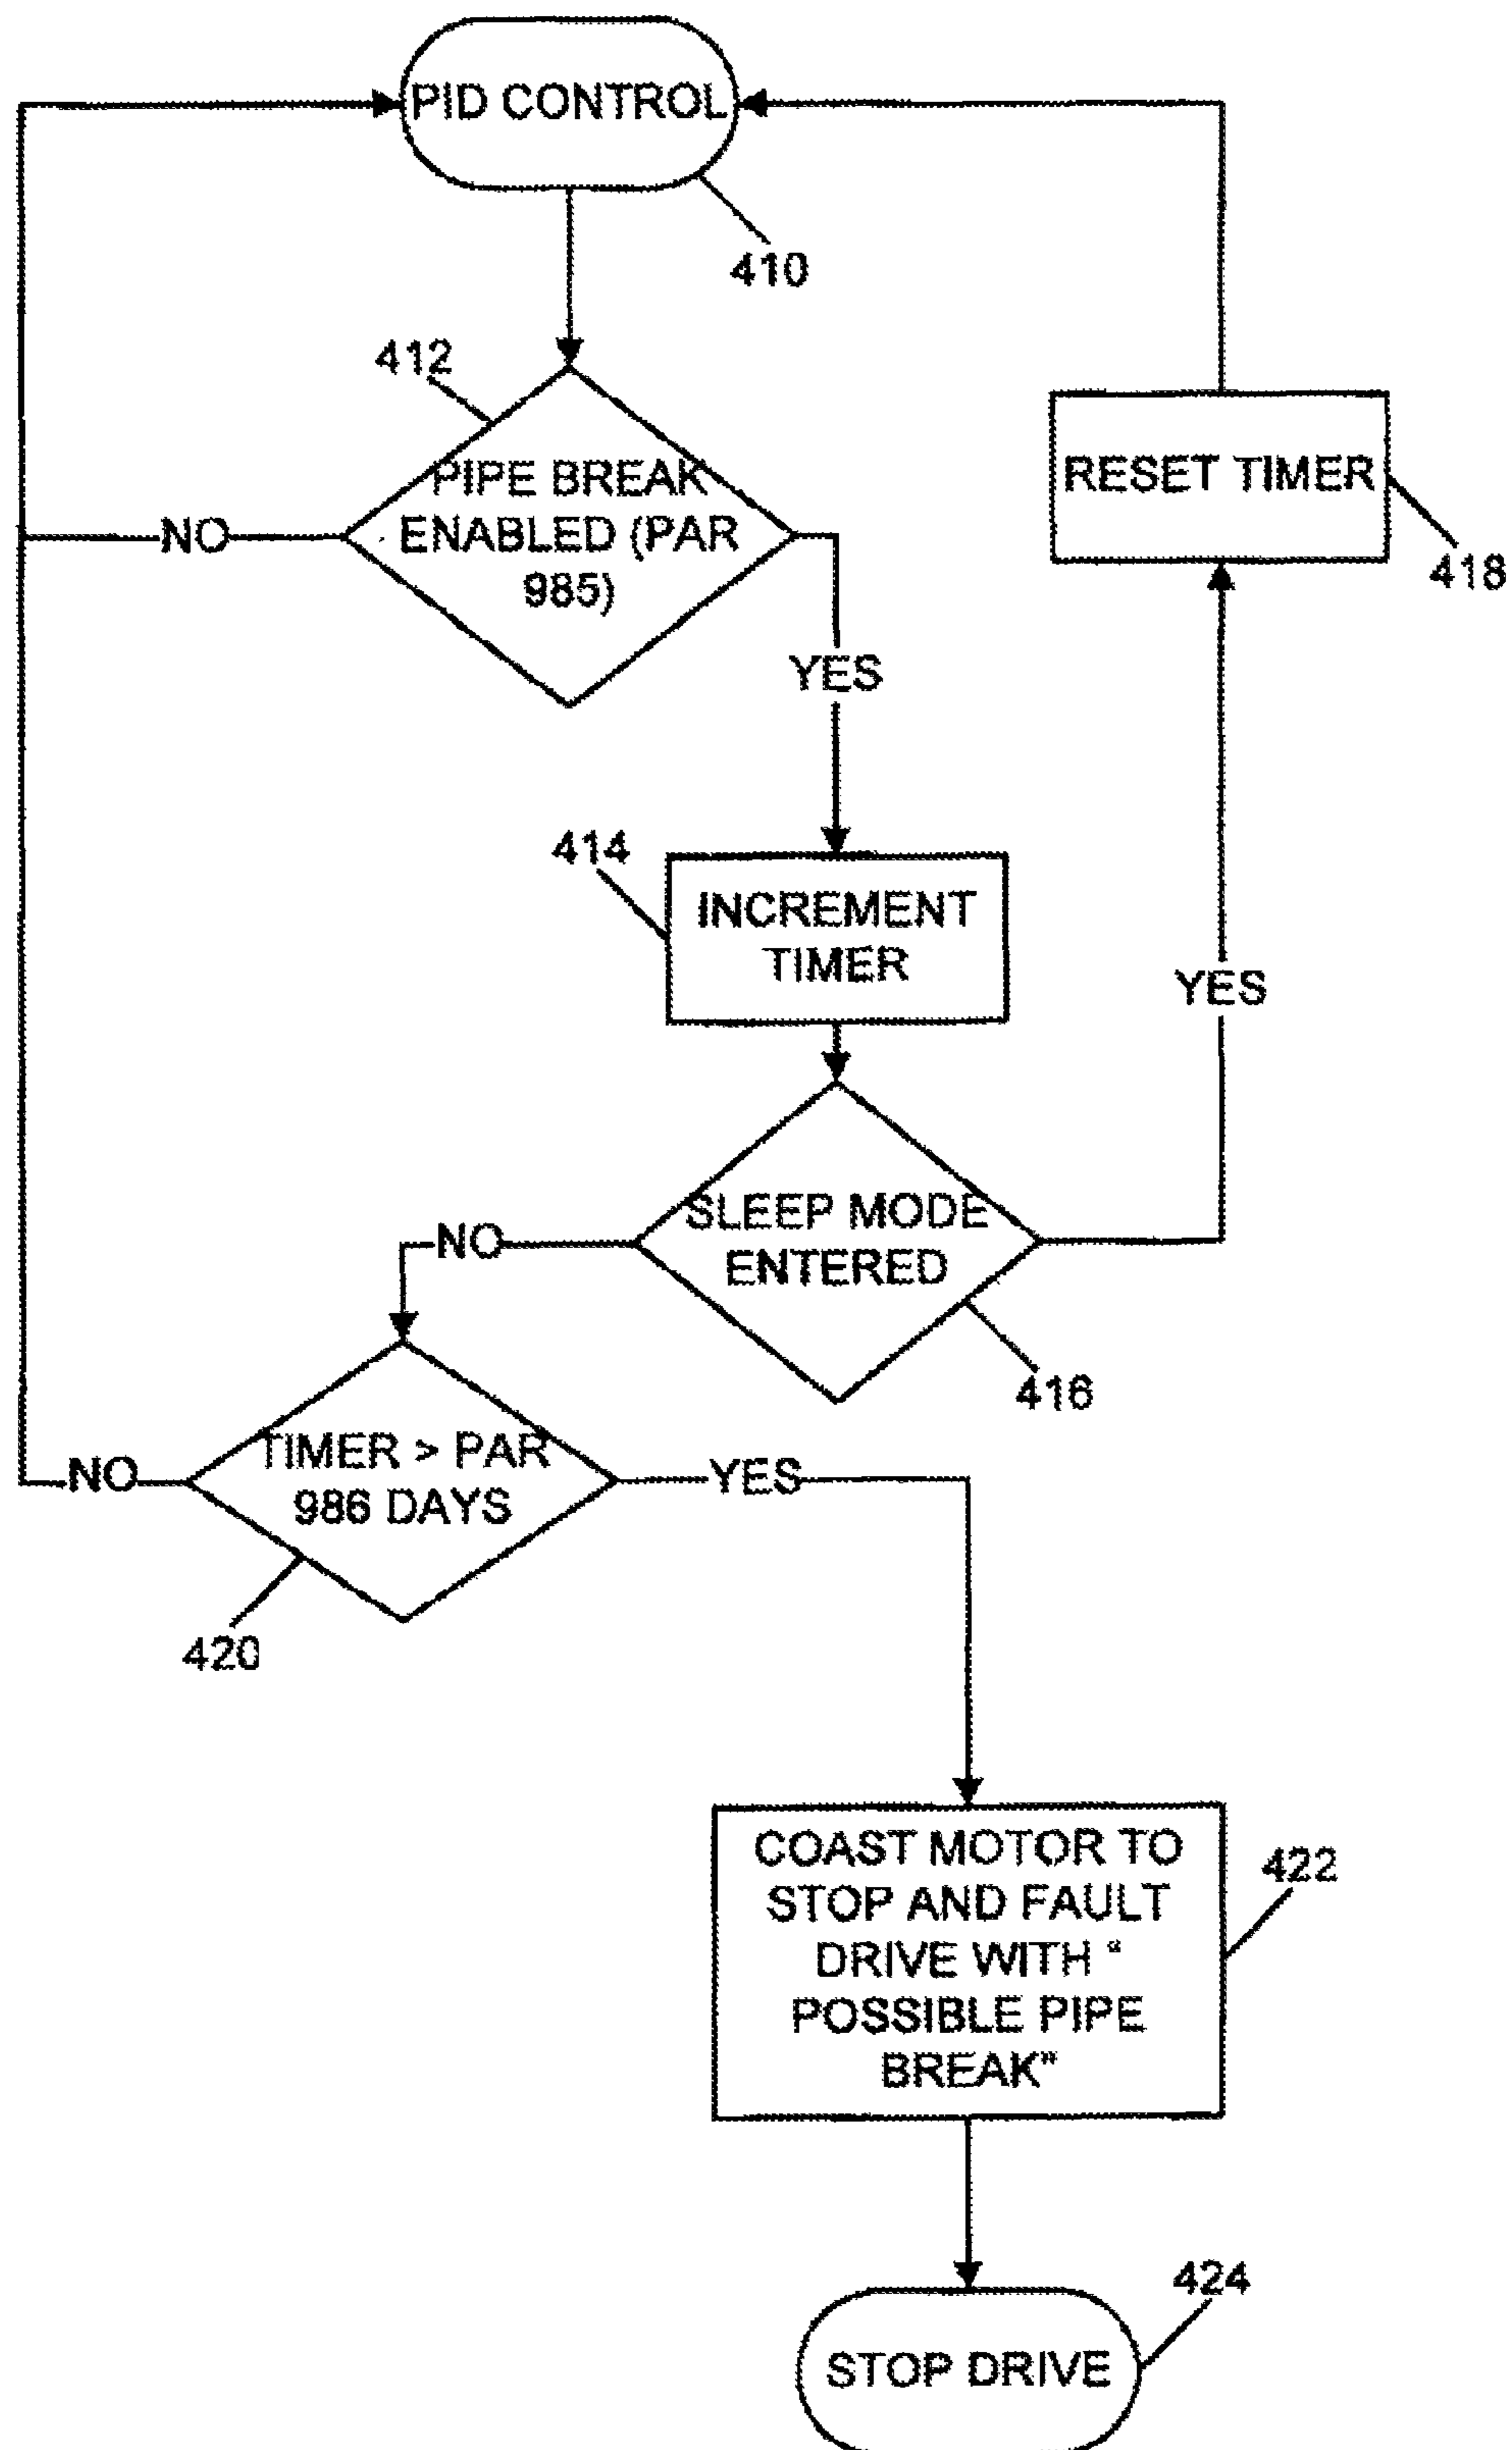 PID CONTROL
410
412
PIPE BREAK
ENABLED (PAR
985)
NO
YES
RESET TIMER
418
414
INCREMENT
TIMER
YES
SLEEP MODE
ENTERED
NO
416
TIMER > PAR
986 DAYS
NO
YES
420
COAST MOTOR TO
STOP AND FAULT
DRIVE WITH “
POSSIBLE PIPE
BREAK”
422
424
STOP DRIVE